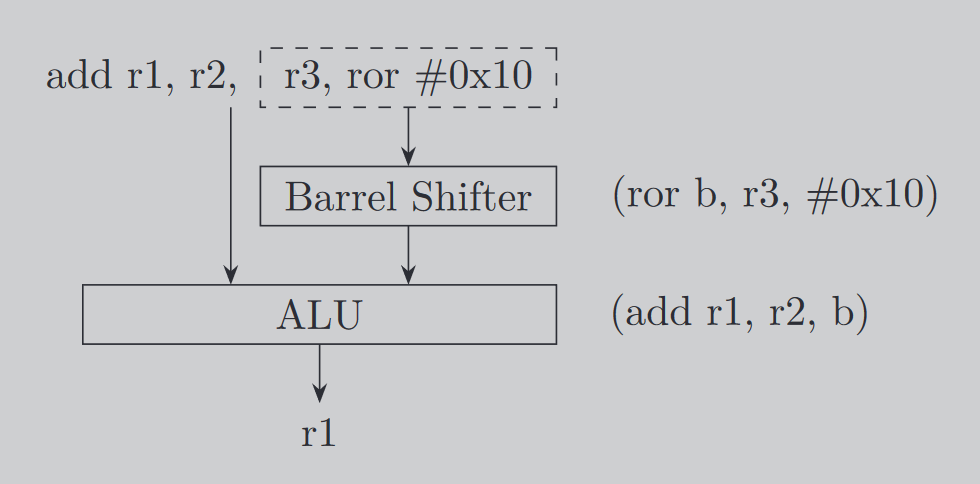 add r1, r2, r3, ror #0x10
Barrel Shifter (ror b, r3, #0x10)
ALU (add r1, r2, b)
r1